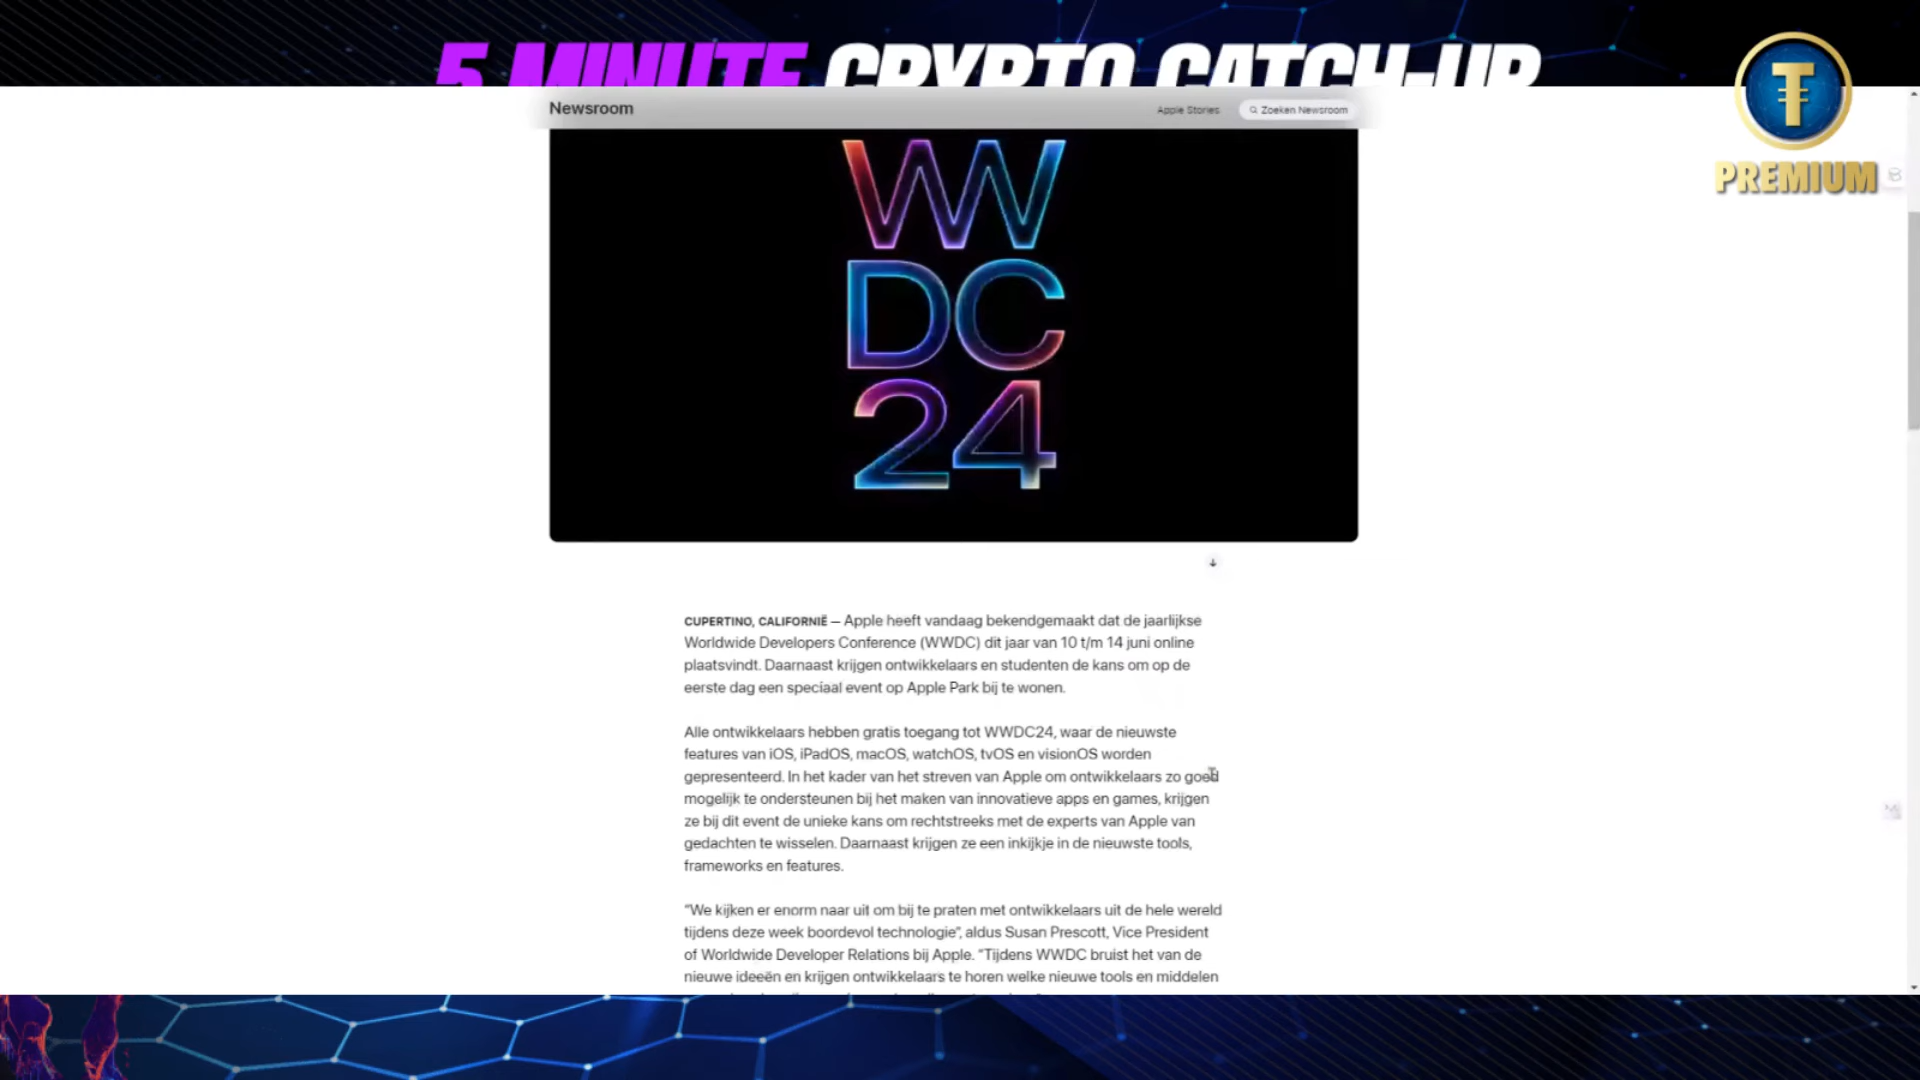 5 MINUTE CRYPTO CATCH-UP
Newsroom
Apple Stories
Zoeken Newsroom
PREMIUM
WW
DC
24
CUPERTINO, CALIFORNIË — Apple heeft vandaag bekendgemaakt dat de jaarlijkse
Worldwide Developers Conference (WWDC) dit jaar van 10 t/m 14 juni online
plaatsvindt. Daarnaast krijgen ontwikkelaars en studenten de kans om op de
eerste dag een speciaal event op Apple Park bij te wonen.
Alle ontwikkelaars hebben gratis toegang tot WWDC24, waar de nieuwste
features van iOS, iPadOS, macOS, watchOS, tvOS en visionOS worden
gepresenteerd. In het kader van het streven van Apple om ontwikkelaars zo goed
mogelijk te ondersteunen bij het maken van innovatieve apps en games, krijgen
ze bij dit event de unieke kans om rechtstreeks met de experts van Apple van
gedachten te wisselen. Daarnaast krijgen ze een inkijkje in de nieuwste tools,
frameworks en features.
“We kijken er enorm naar uit om bij te praten met ontwikkelaars uit de hele wereld
tijdens deze week boordevol technologie”, aldus Susan Prescott, Vice President
of Worldwide Developer Relations bij Apple. “Tijdens WWDC bruist het van de
nieuwe ideeën en krijgen ontwikkelaars te horen welke nieuwe tools en middelen